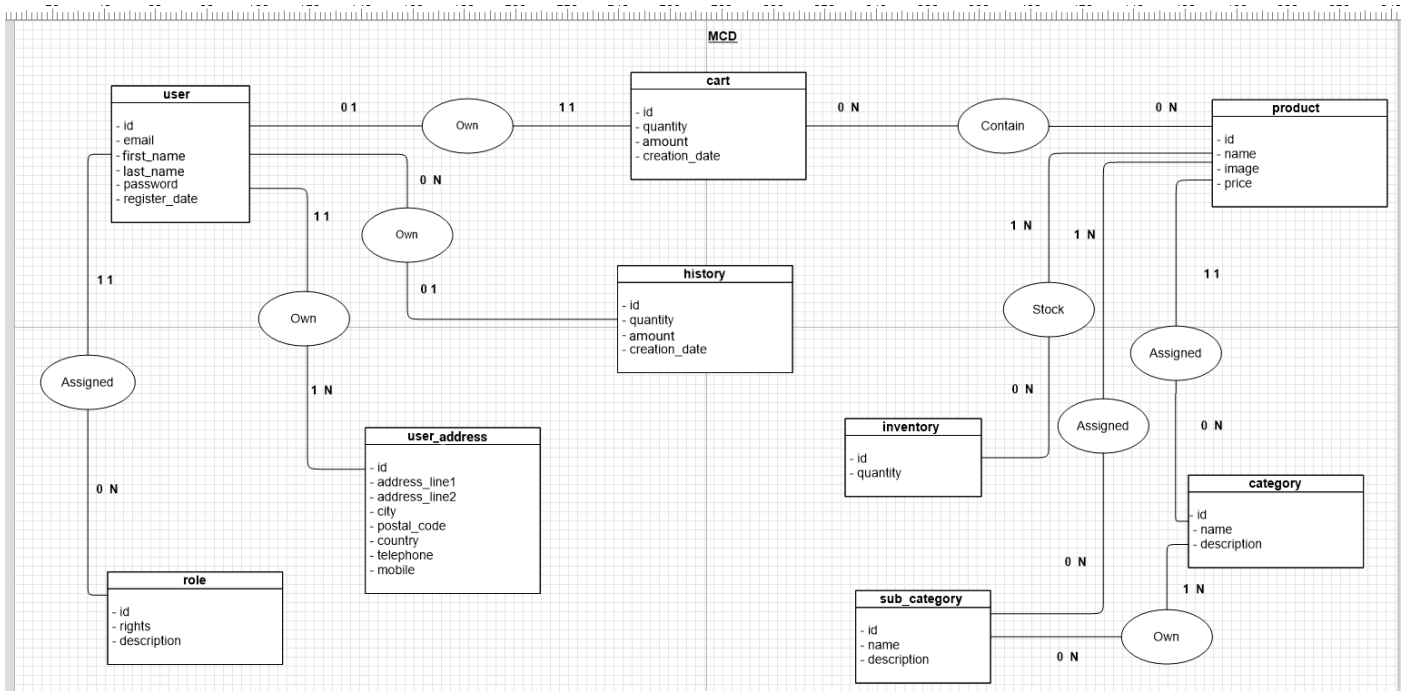 MCD
user
- id
- email
- first_name
- last_name
- password
- register_date
0 1
Own
1 1
cart
- id
- quantity
- amount
- creation_date
0 N
Contain
0 N
product
- id
- name
- image
- price
0 N
Own
0 1
history
- id
- quantity
- amount
- creation_date
1 1
Own
1 N
user_address
- id
- address_line1
- address_line2
- city
- postal_code
- country
- telephone
- mobile
1 1
Assigned
0 N
role
- id
- rights
- description
1 N
Stock
0 N
inventory
- id
- quantity
1 N
Assigned
0 N
sub_category
- id
- name
- description
1 1
Assigned
0 N
category
- id
- name
- description
1 N
Own
0 N